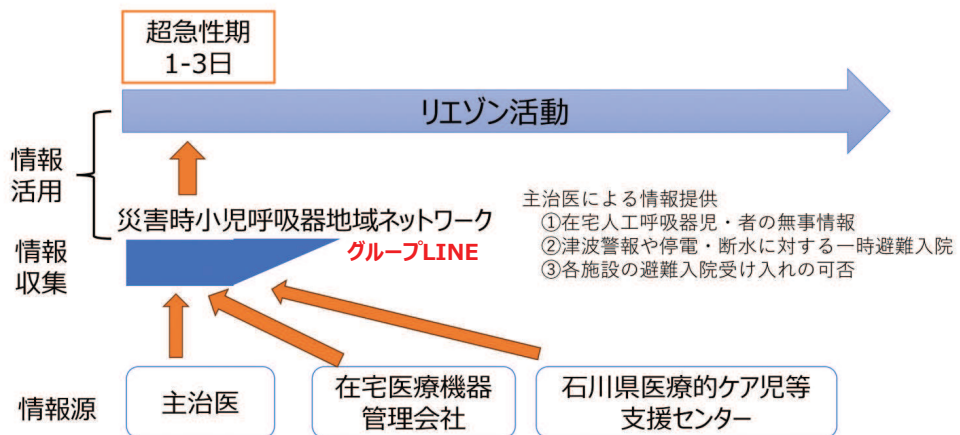 超急性期
1-3日
リエゾン活動
情報
活用
災害時小児呼吸器地域ネットワーク
情報
収集
グループLINE
主治医による情報提供
①在宅人工呼吸器児・者の無事情報
②津波警報や停電・断水に対する一時避難入院
③各施設の避難入院受け入れの可否
情報源
主治医
在宅医療機器
管理会社
石川県医療的ケア児等
支援センター